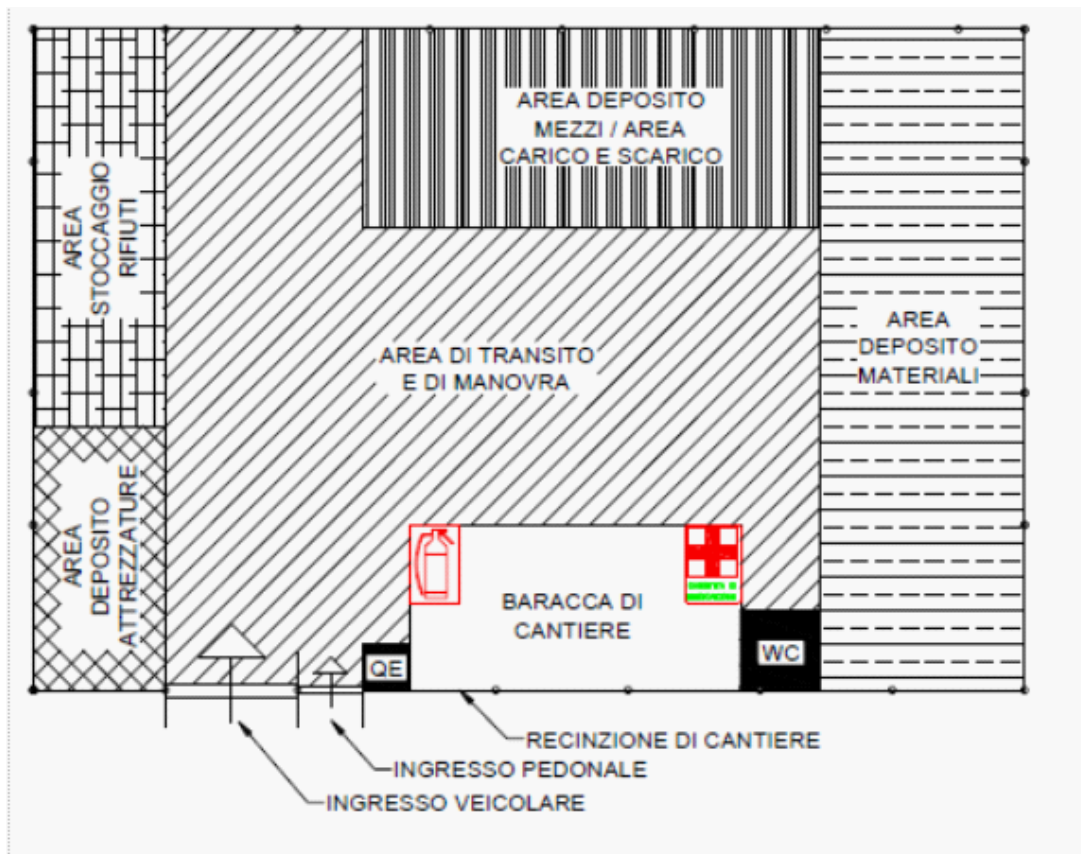 AREA DEPOSITO
MEZZI / AREA
CARICO E SCARICO
AREA
STOCCAGGIO
RIFIUTI
AREA DI TRANSITO
E DI MANOVRA
AREA
DEPOSITO
MATERIALI
AREA
DEPOSITO
ATTREZZATURE
BARACCA DI
CANTIERE
QE
WC
RECINZIONE DI CANTIERE
INGRESSO PEDONALE
INGRESSO VEICOLARE